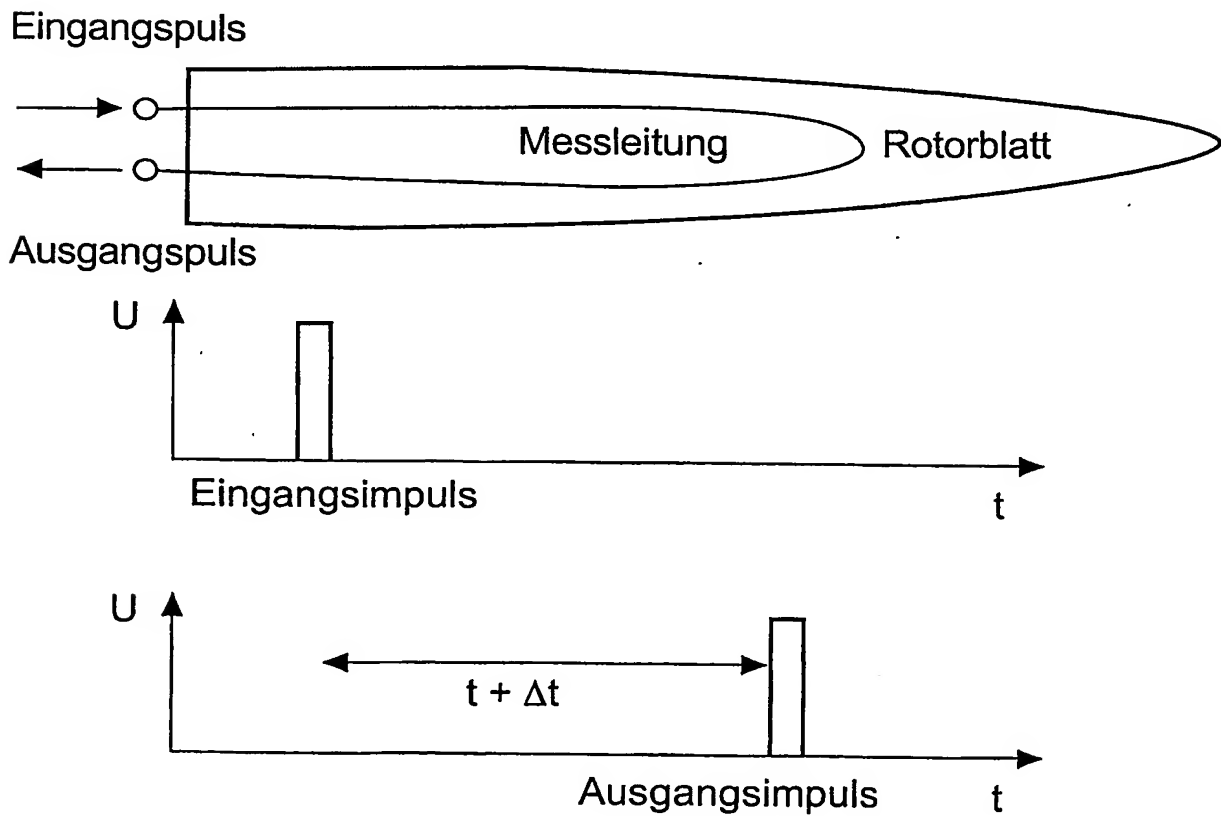 Eingangspuls
Messleitung Rotorblatt
Ausgangspuls
U
Eingangsimpuls
t
U
t + Δt
Ausgangsimpuls
t